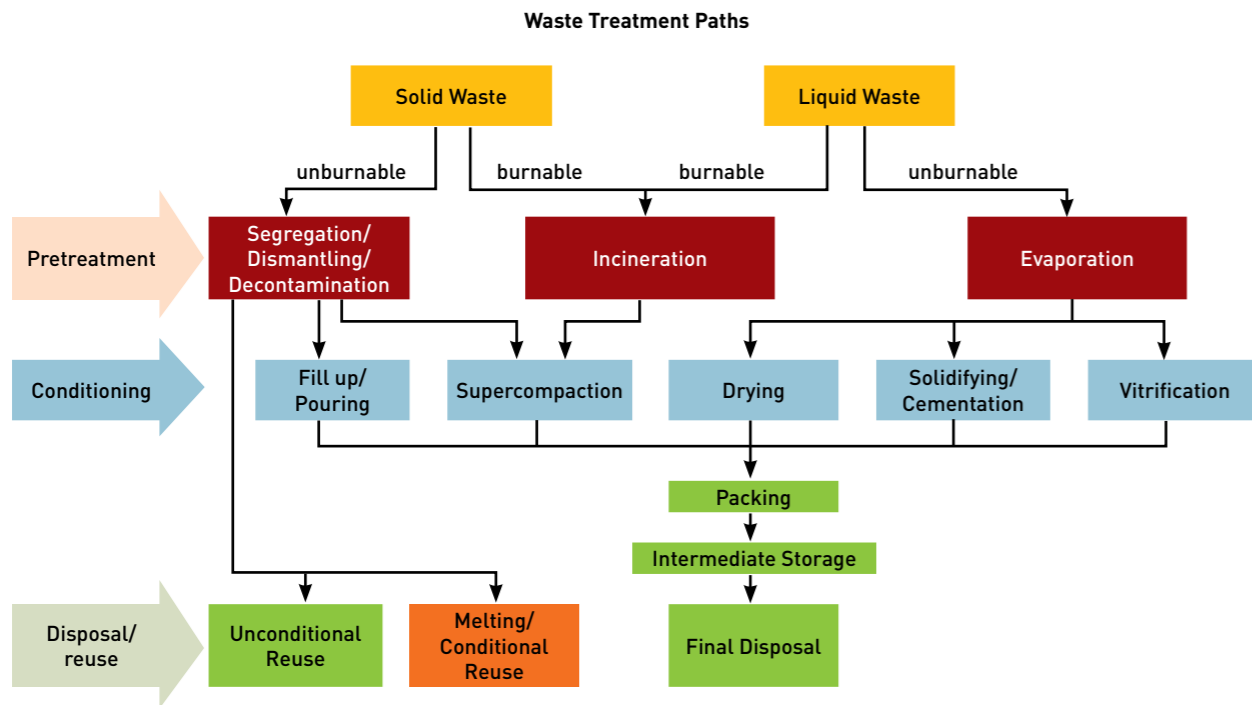 Waste Treatment Paths
Solid Waste
Liquid Waste
unburnable
burnable
burnable
unburnable
Pretreatment
Segregation/
Dismantling/
Decontamination
Incineration
Evaporation
Conditioning
Fill up/
Pouring
Supercompaction
Drying
Solidifying/
Cementation
Vitrification
Packing
Intermediate Storage
Disposal/
reuse
Unconditional
Reuse
Melting/
Conditional
Reuse
Final Disposal